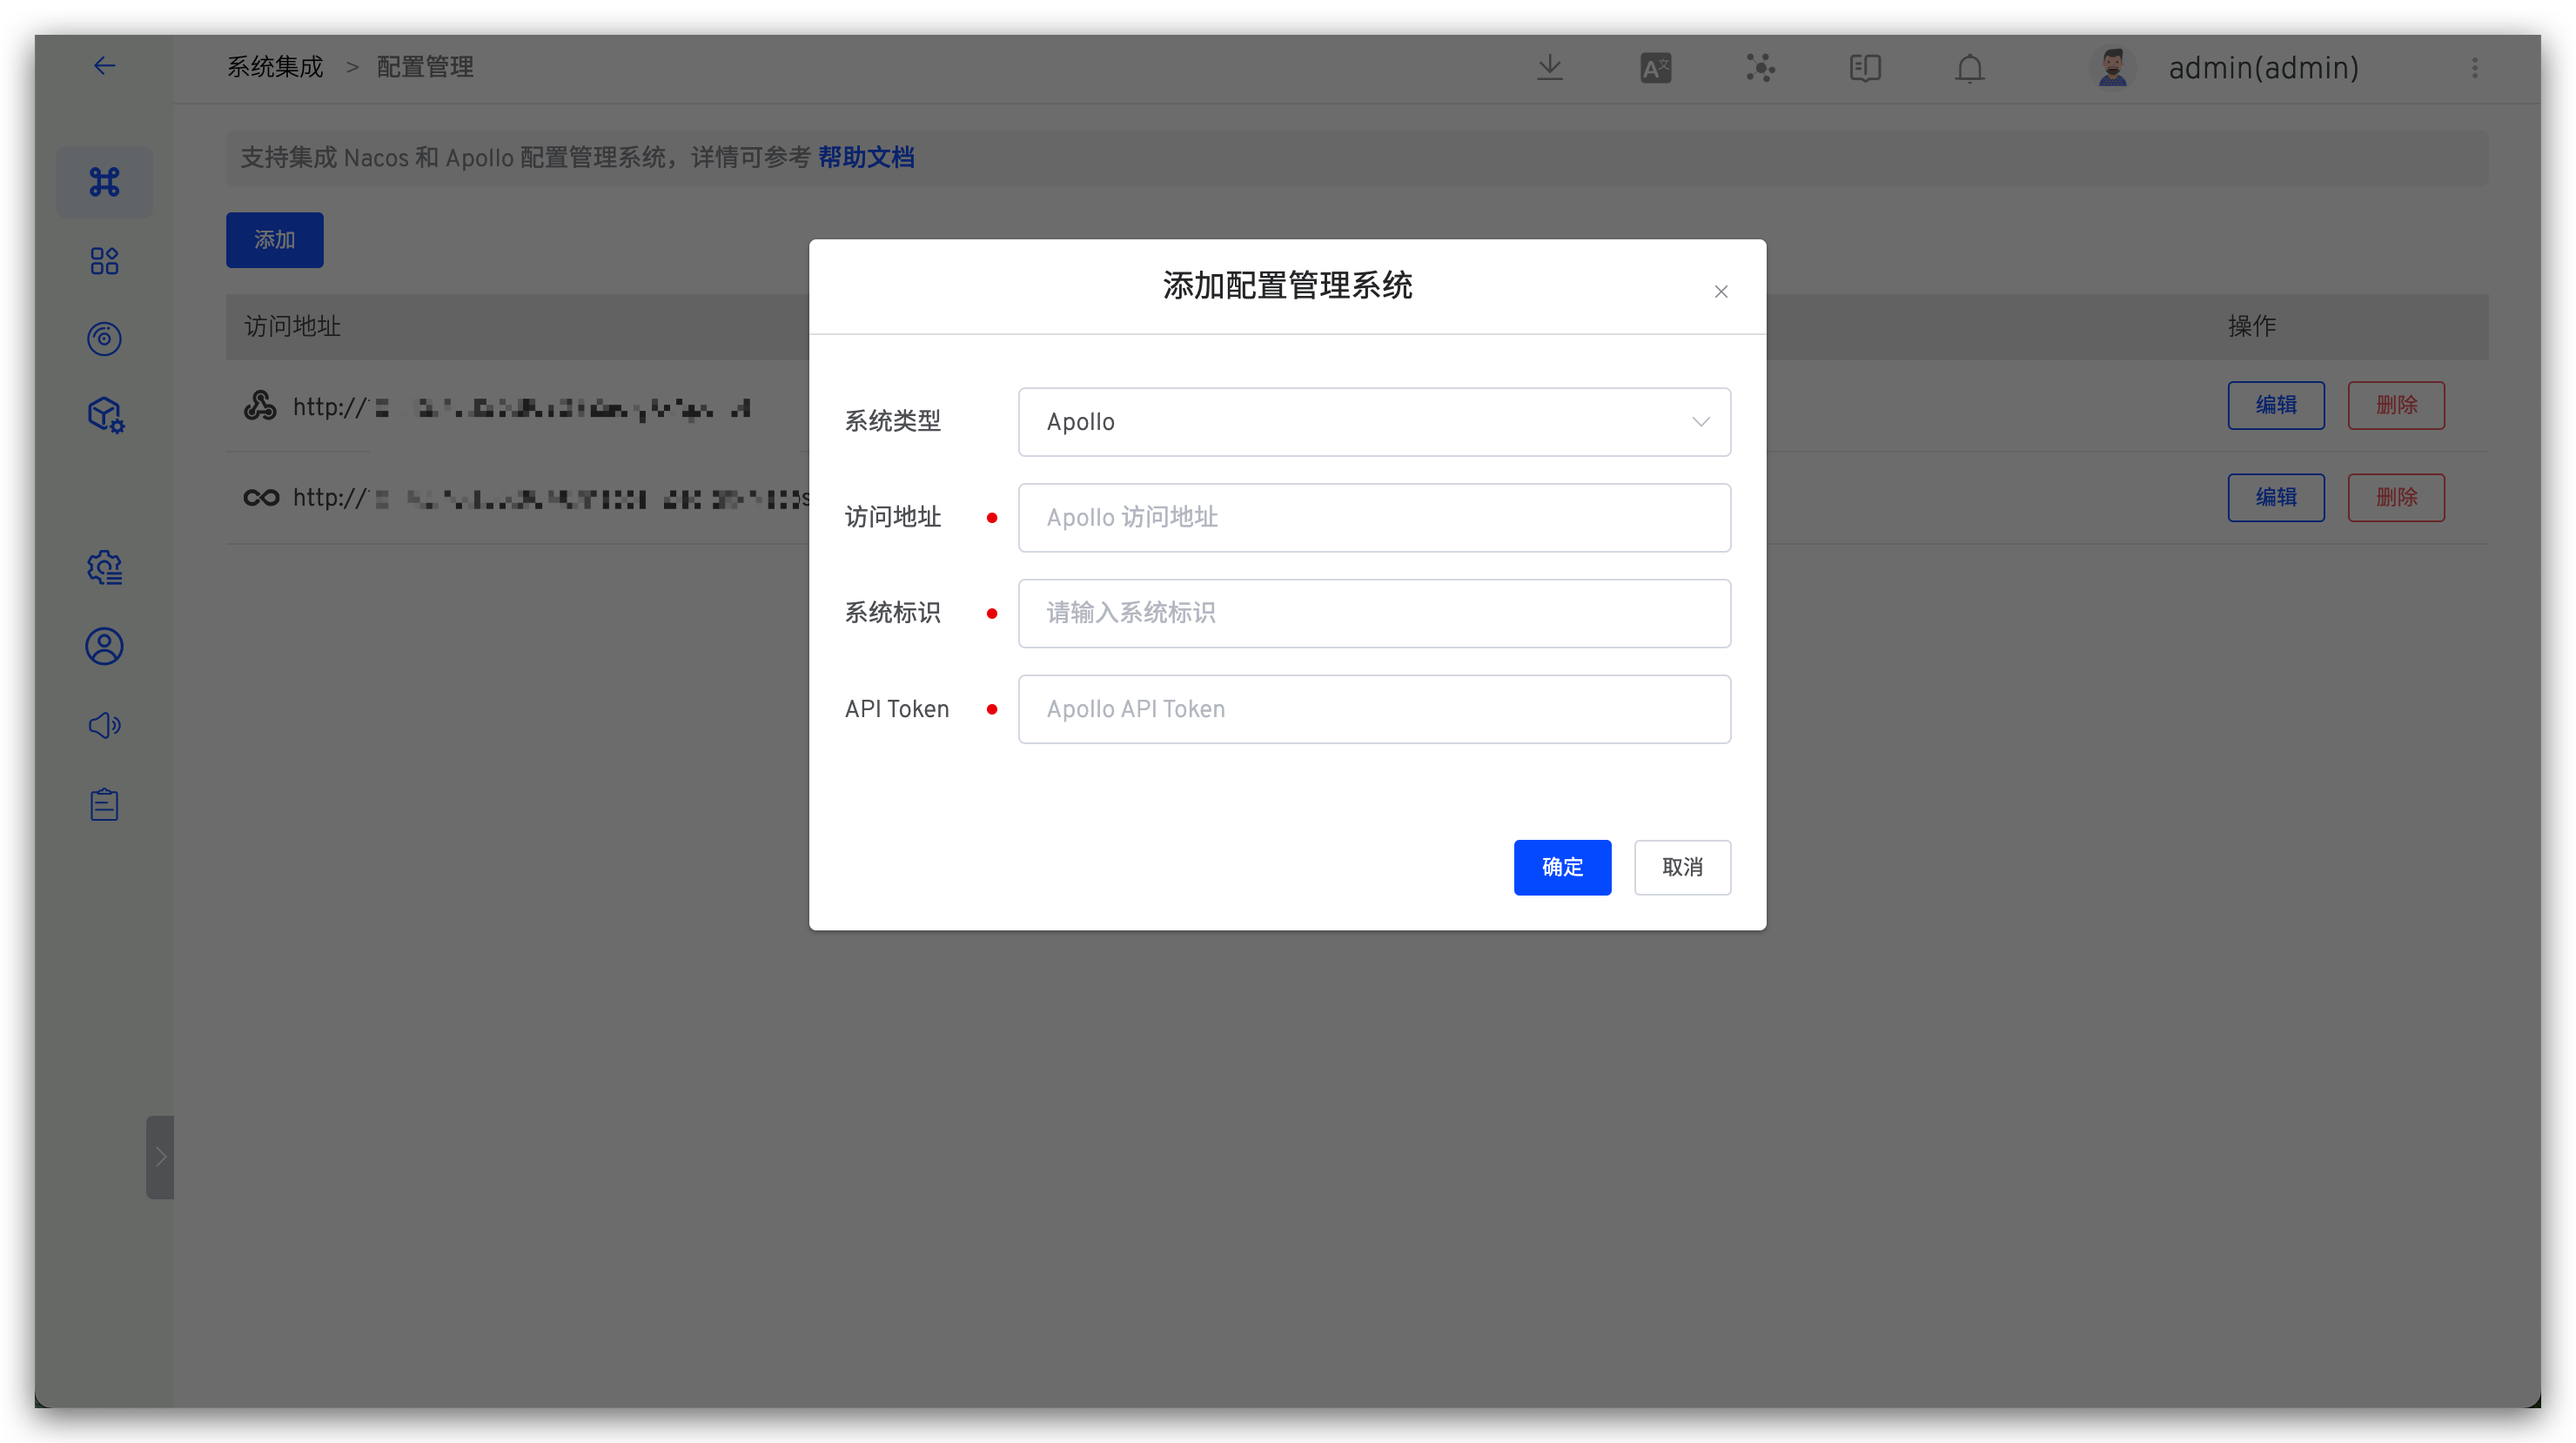 系统集成 > 配置管理
admin(admin)
支持集成 Nacos 和 Apollo 配置管理系统，详情可参考 帮助文档
添加
访问地址
操作
http://
编辑
删除
http://
编辑
删除
添加配置管理系统
系统类型
Apollo
访问地址
Apollo 访问地址
系统标识
请输入系统标识
API Token
Apollo API Token
确定
取消